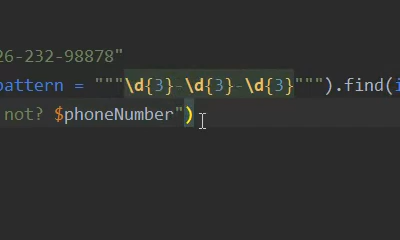 26-232-98878"
pattern = """\d{3}-\d{3}-\d{3}""").find(i
not? $phoneNumber")